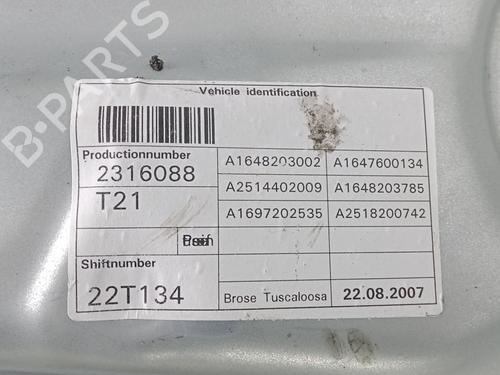 B-PARTS
Vehicle identification
Productionnumber
2316088
T21
Shiftnumber
22T134
A1648203002 A1647600134
A2514402009 A1648203785
A1697202535 A2518200742
Brose Tuscaloosa 22.08.2007